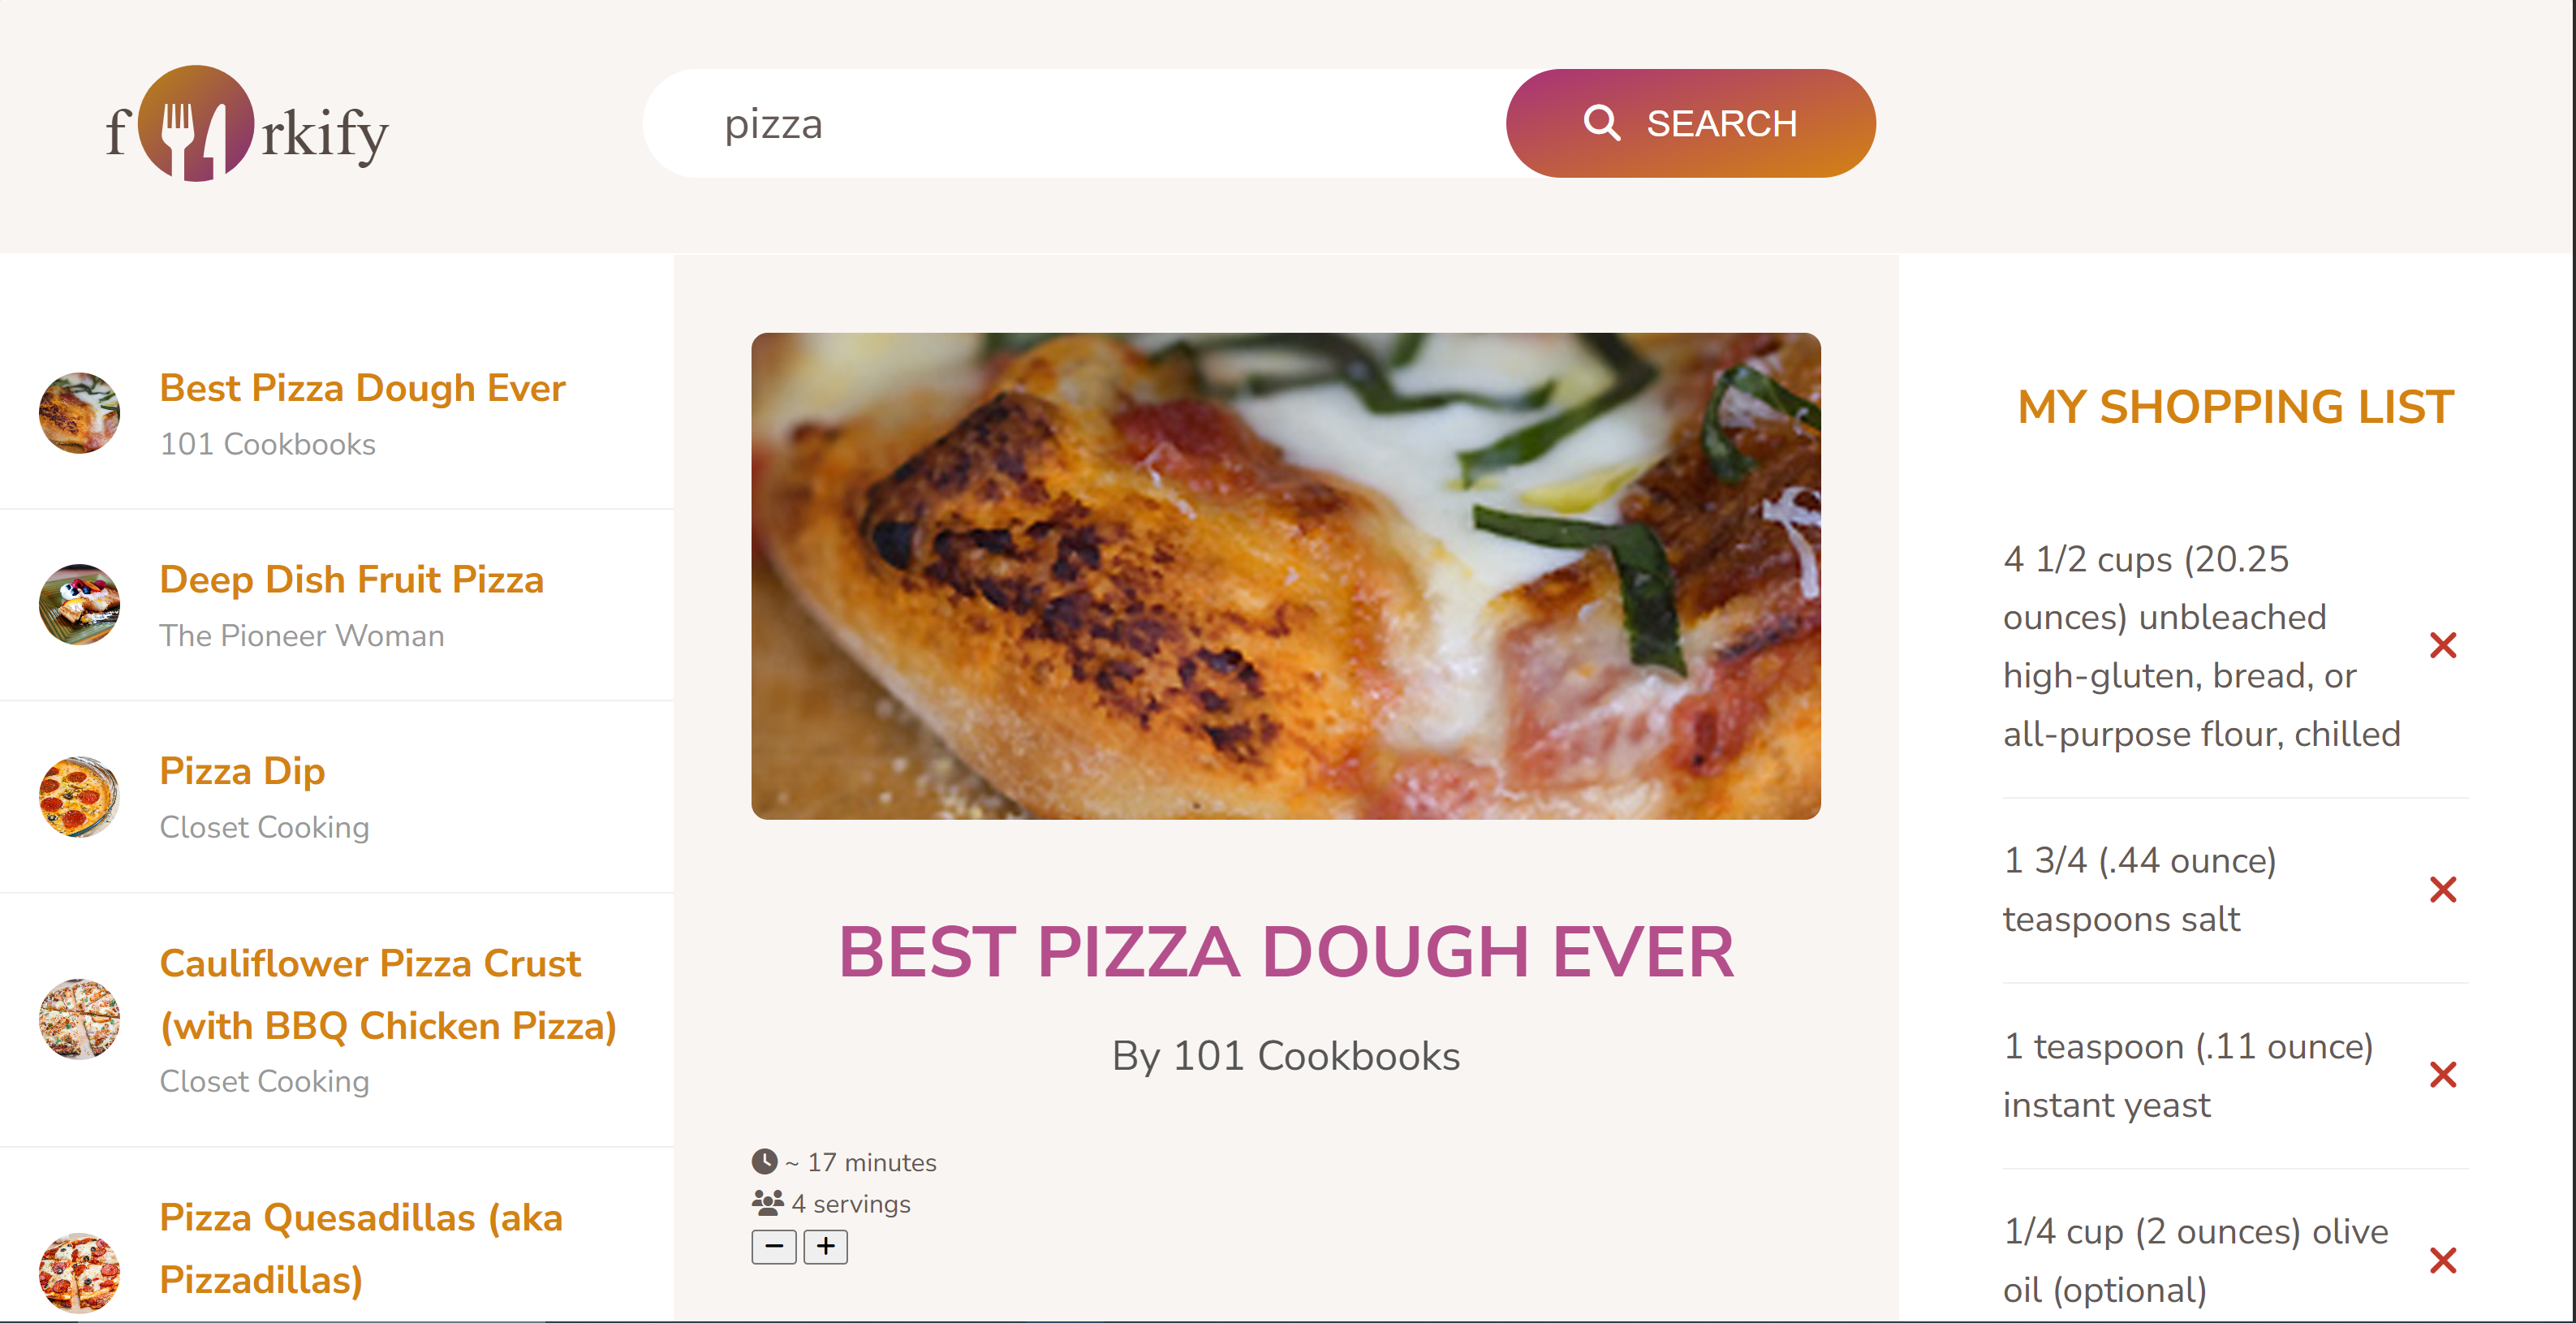 f rkify
pizza
SEARCH
Best Pizza Dough Ever
101 Cookbooks
Deep Dish Fruit Pizza
The Pioneer Woman
Pizza Dip
Closet Cooking
Cauliflower Pizza Crust
(with BBQ Chicken Pizza)
Closet Cooking
Pizza Quesadillas (aka
Pizzadillas)
BEST PIZZA DOUGH EVER
By 101 Cookbooks
~ 17 minutes
4 servings
− +
MY SHOPPING LIST
4 1/2 cups (20.25
ounces) unbleached
high-gluten, bread, or
all-purpose flour, chilled
1 3/4 (.44 ounce)
teaspoons salt
1 teaspoon (.11 ounce)
instant yeast
1/4 cup (2 ounces) olive
oil (optional)